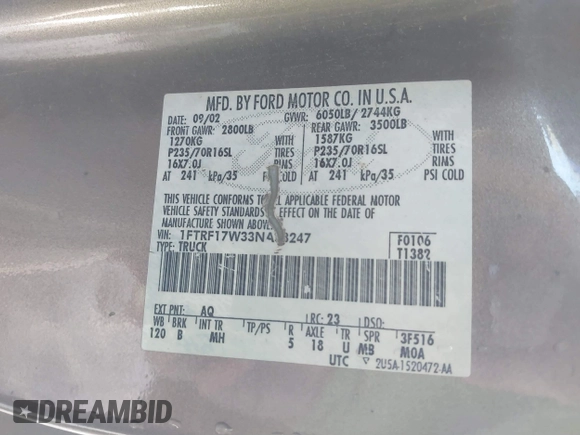 MFD. BY FORD MOTOR CO. IN U.S.A.
DATE: 09/02 GVWR: 6050LB/ 2744KG
FRONT GAWR: 2800LB REAR GAWR: 3500LB
1270KG WITH 1587KG WITH
P235/70R16SL TIRES P235/70R16SL TIRES
16X7.0J RIMS 16X7.0J RIMS
AT 241 kPa/35 AT 241 kPa/35 PSI COLD
THIS VEHICLE CONFORMS TO ALL APPLICABLE FEDERAL MOTOR
VEHICLE SAFETY STANDARDS IN EFFECT ON THE DATE OF
MANUFACTURE SHOWN ABOVE.
VIN: F0106
TYPE: TRUCK T1382
EXT PNT: AQ RC: 23 DSO:
WB BRK INT TR TP/PS R AXLE TR SPR 3F516
120 B MH 5 18 U MB MOA
UTC 2U5A-1520472-AA
DREAMBID